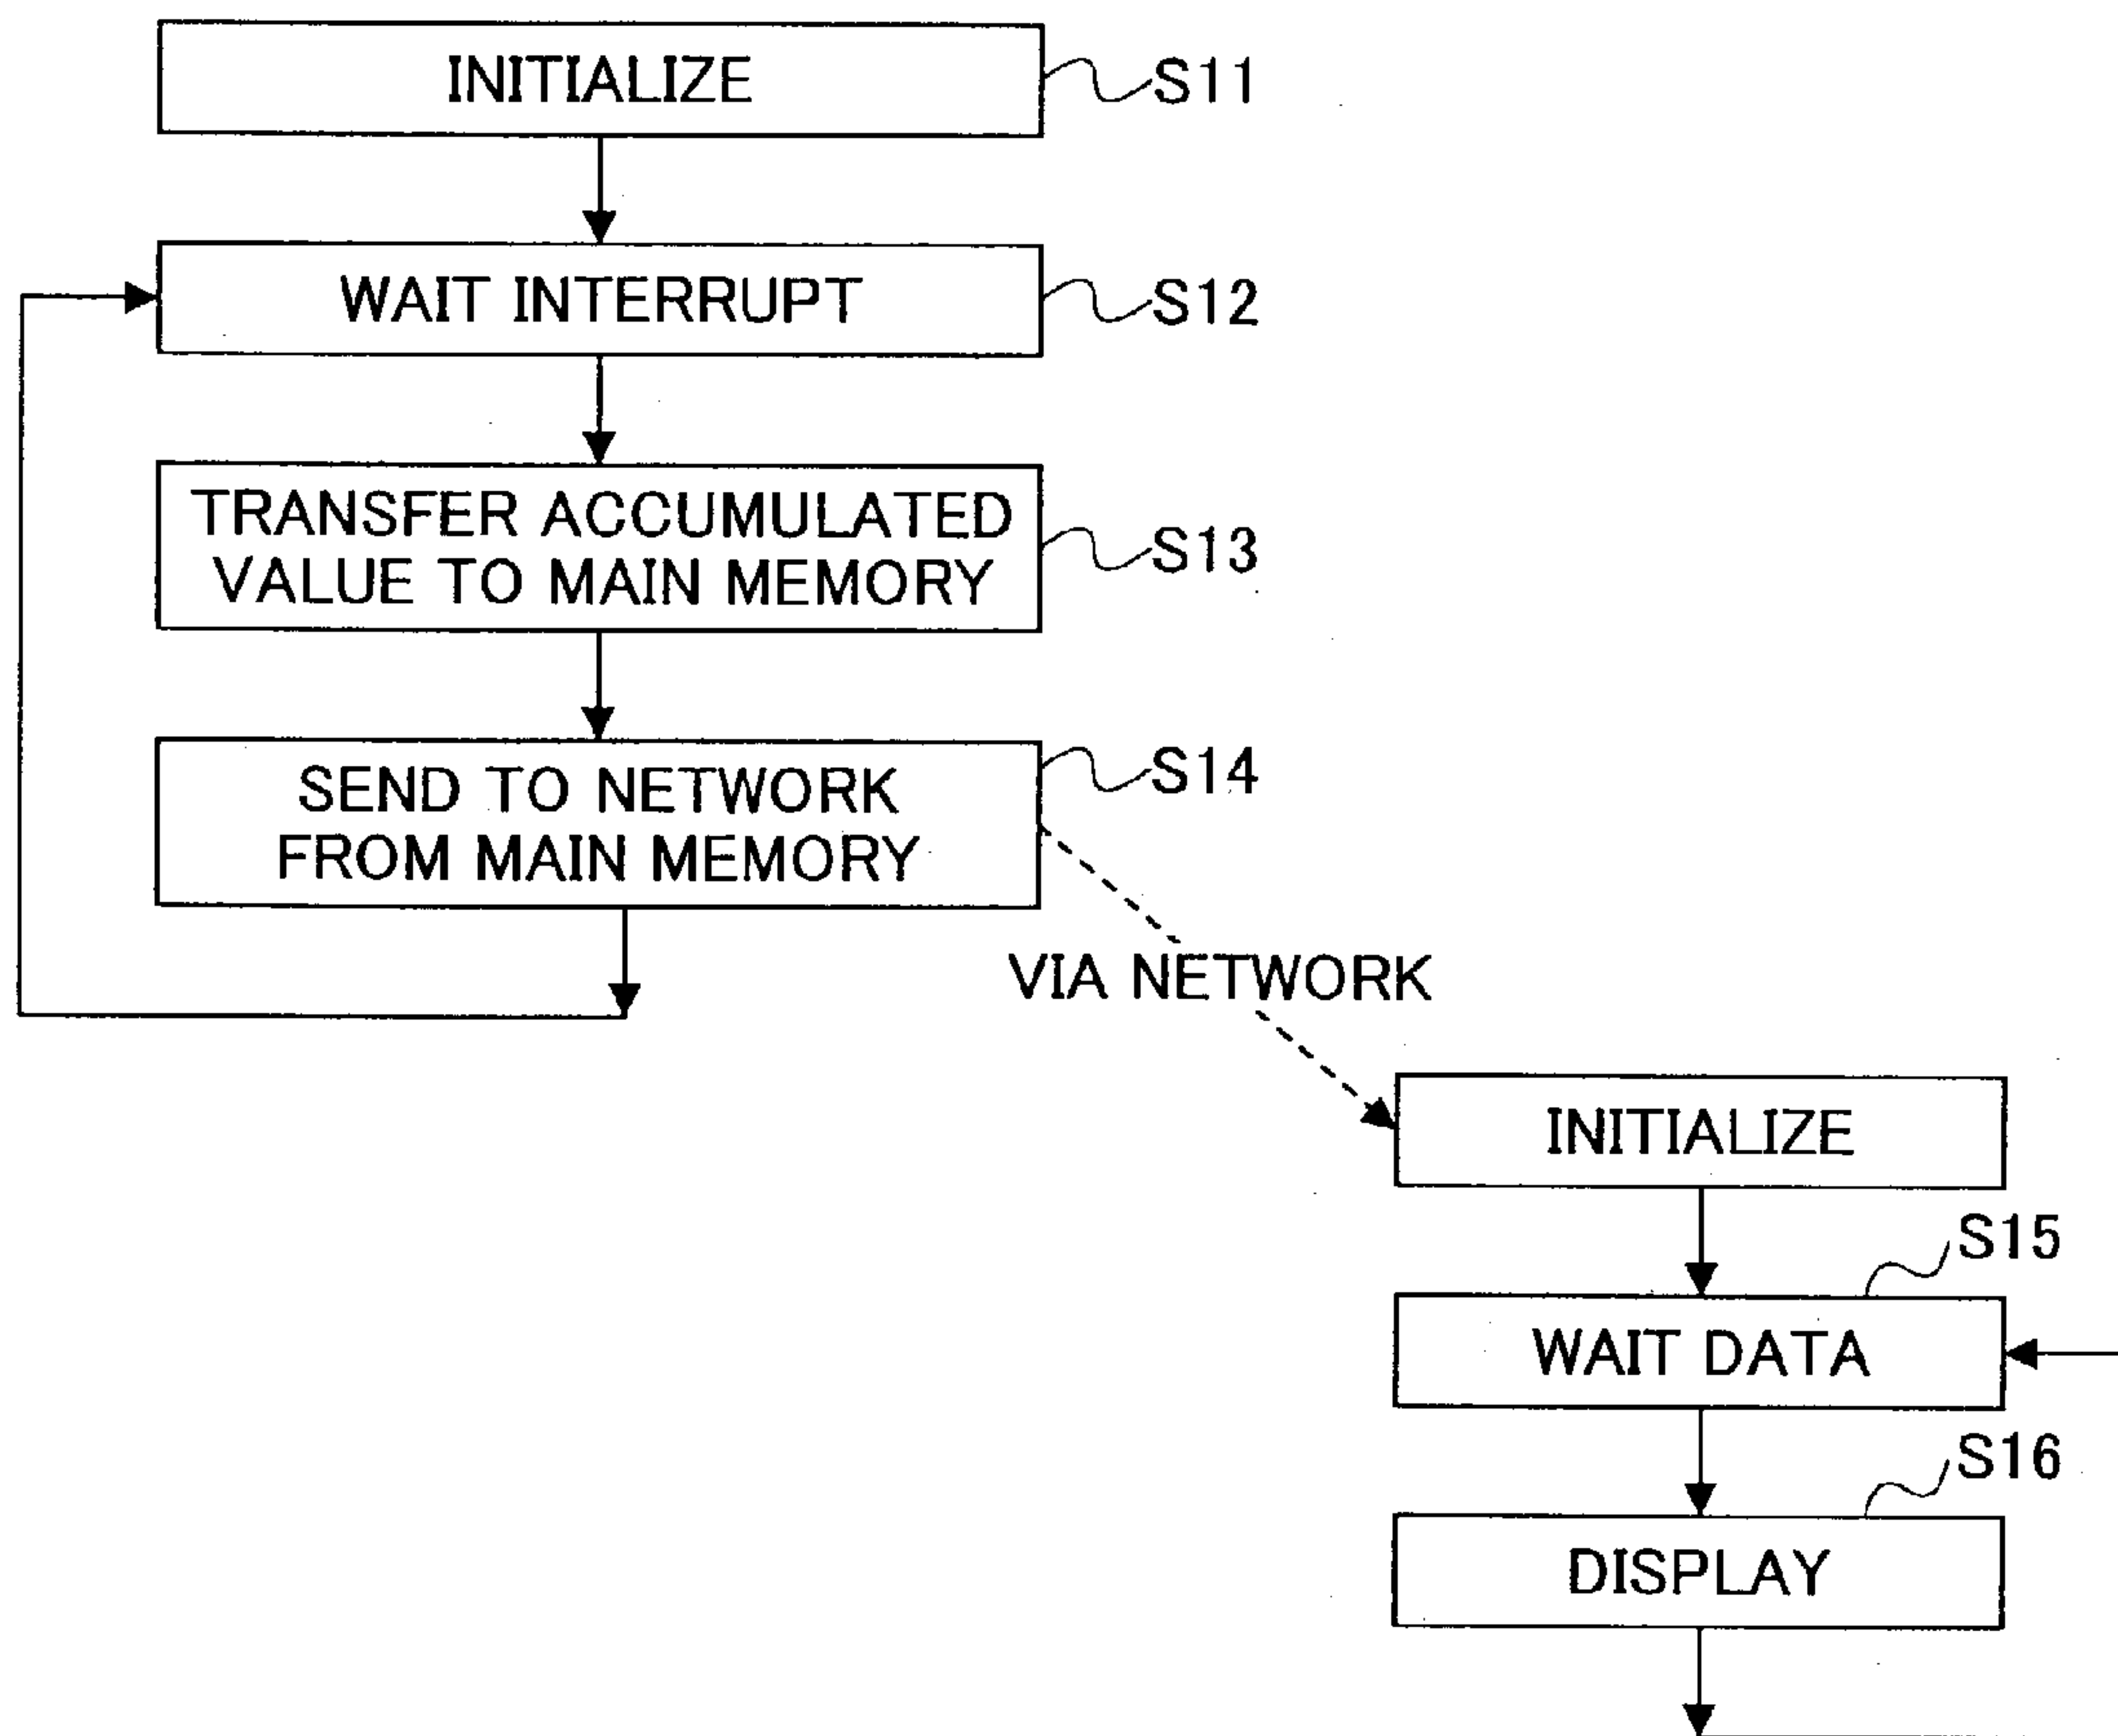 INITIALIZE
S11
WAIT INTERRUPT
S12
TRANSFER ACCUMULATED
VALUE TO MAIN MEMORY
S13
SEND TO NETWORK
FROM MAIN MEMORY
S14
VIA NETWORK
INITIALIZE
S15
WAIT DATA
S16
DISPLAY